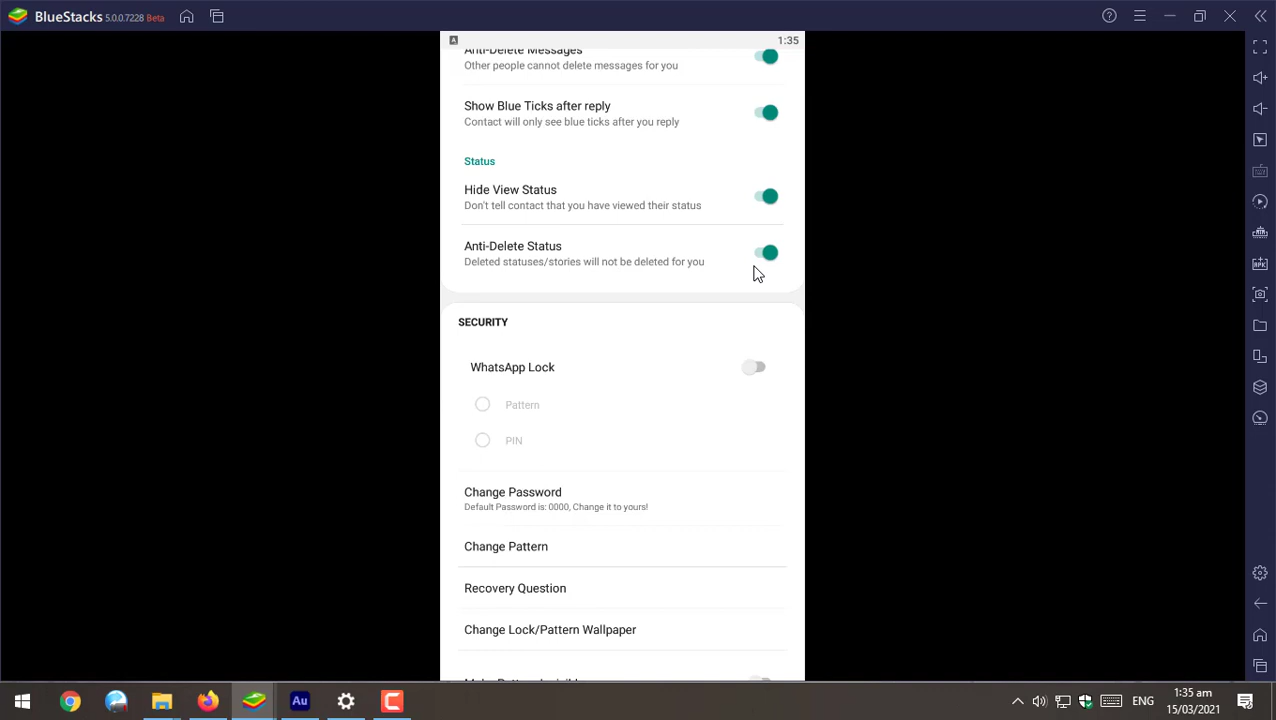 BlueStacks 5.0.0.7228 Beta
1:35
Anti-Delete Messages
Other people cannot delete messages for you
Show Blue Ticks after reply
Contact will only see blue ticks after you reply
Status
Hide View Status
Don't tell contact that you have viewed their status
Anti-Delete Status
Deleted statuses/stories will not be deleted for you
SECURITY
WhatsApp Lock
Pattern
PIN
Change Password
Default Password is: 0000, Change it to yours!
Change Pattern
Recovery Question
Change Lock/Pattern Wallpaper
Au
ENG
1:35 am
15/03/2021